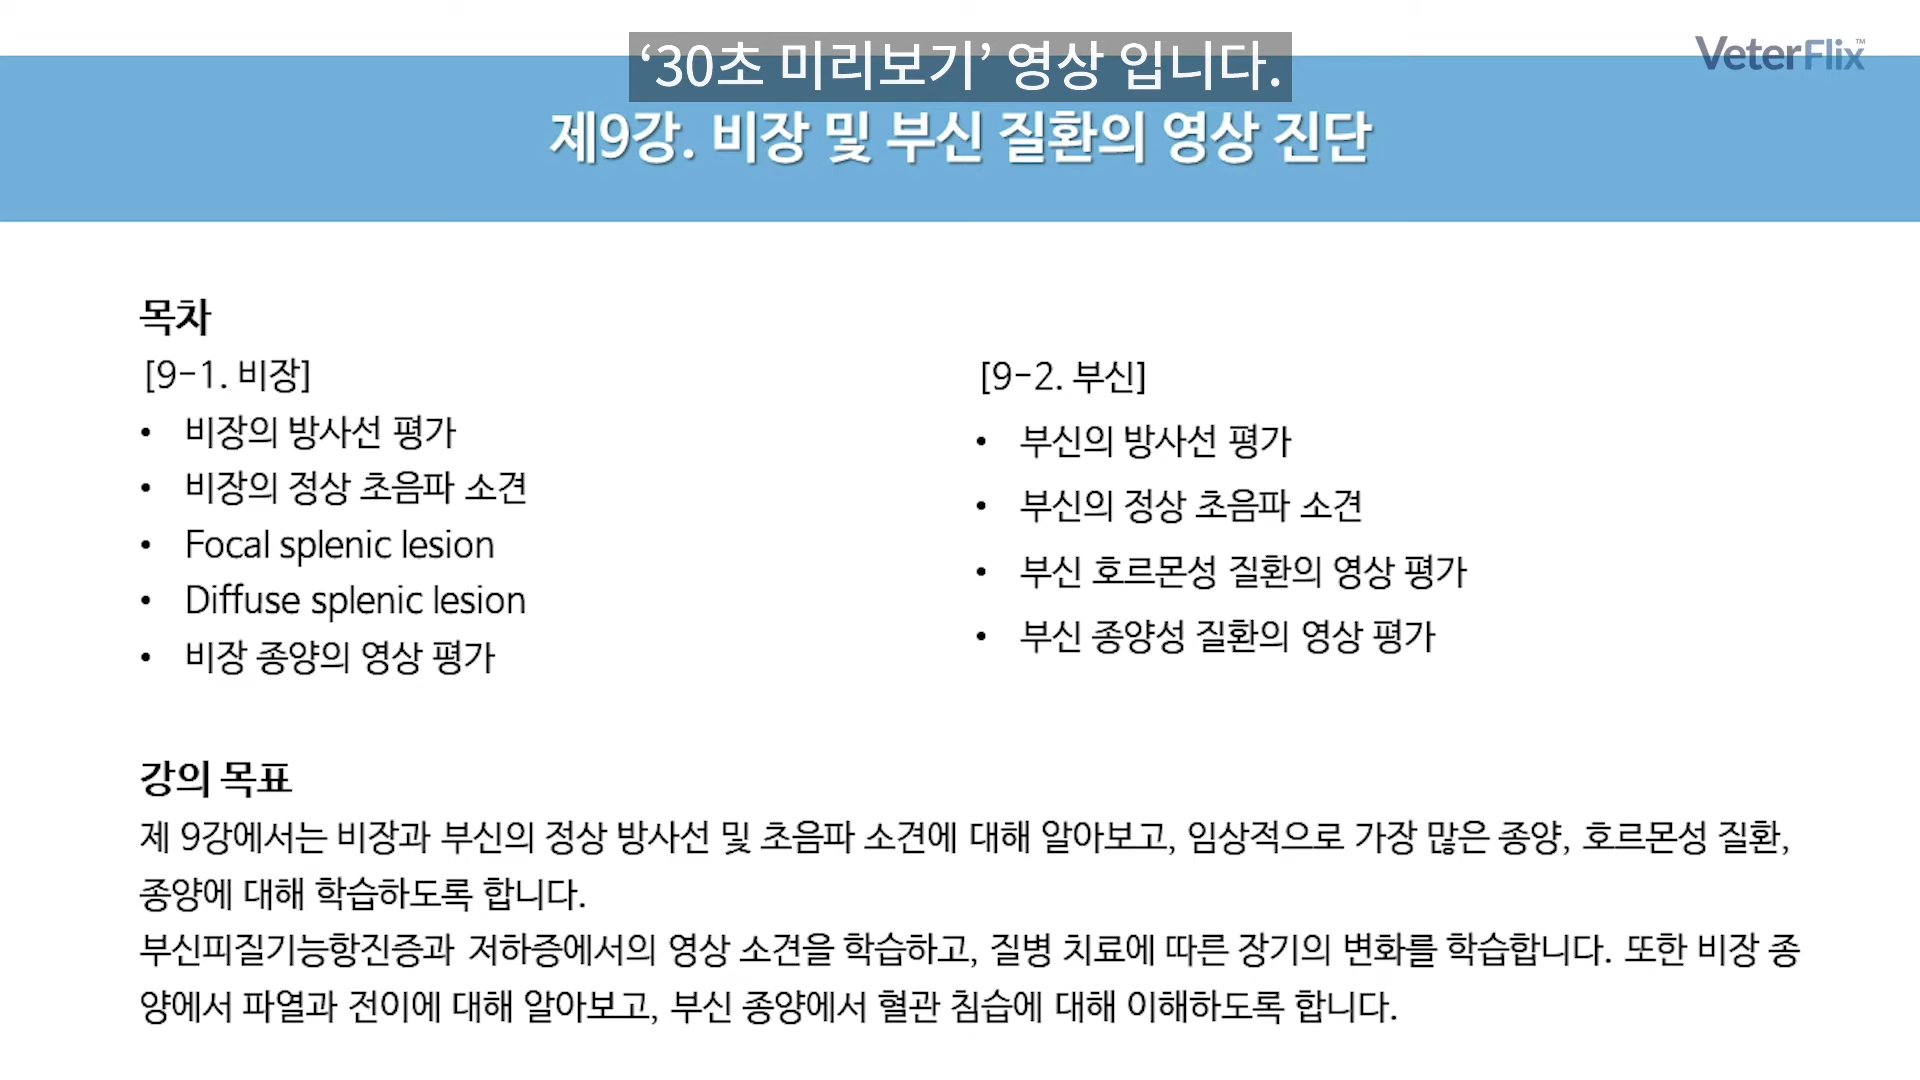 ‘30초 미리보기’ 영상 입니다.
VeterFlix™
제9강. 비장 및 부신 질환의 영상 진단
목차
[9-1. 비장]
• 비장의 방사선 평가
• 비장의 정상 초음파 소견
• Focal splenic lesion
• Diffuse splenic lesion
• 비장 종양의 영상 평가
[9-2. 부신]
• 부신의 방사선 평가
• 부신의 정상 초음파 소견
• 부신 호르몬성 질환의 영상 평가
• 부신 종양성 질환의 영상 평가
강의 목표
제 9강에서는 비장과 부신의 정상 방사선 및 초음파 소견에 대해 알아보고, 임상적으로 가장 많은 종양, 호르몬성 질환,
종양에 대해 학습하도록 합니다.
부신피질기능항진증과 저하증에서의 영상 소견을 학습하고, 질병 치료에 따른 장기의 변화를 학습합니다. 또한 비장 종
양에서 파열과 전이에 대해 알아보고, 부신 종양에서 혈관 침습에 대해 이해하도록 합니다.